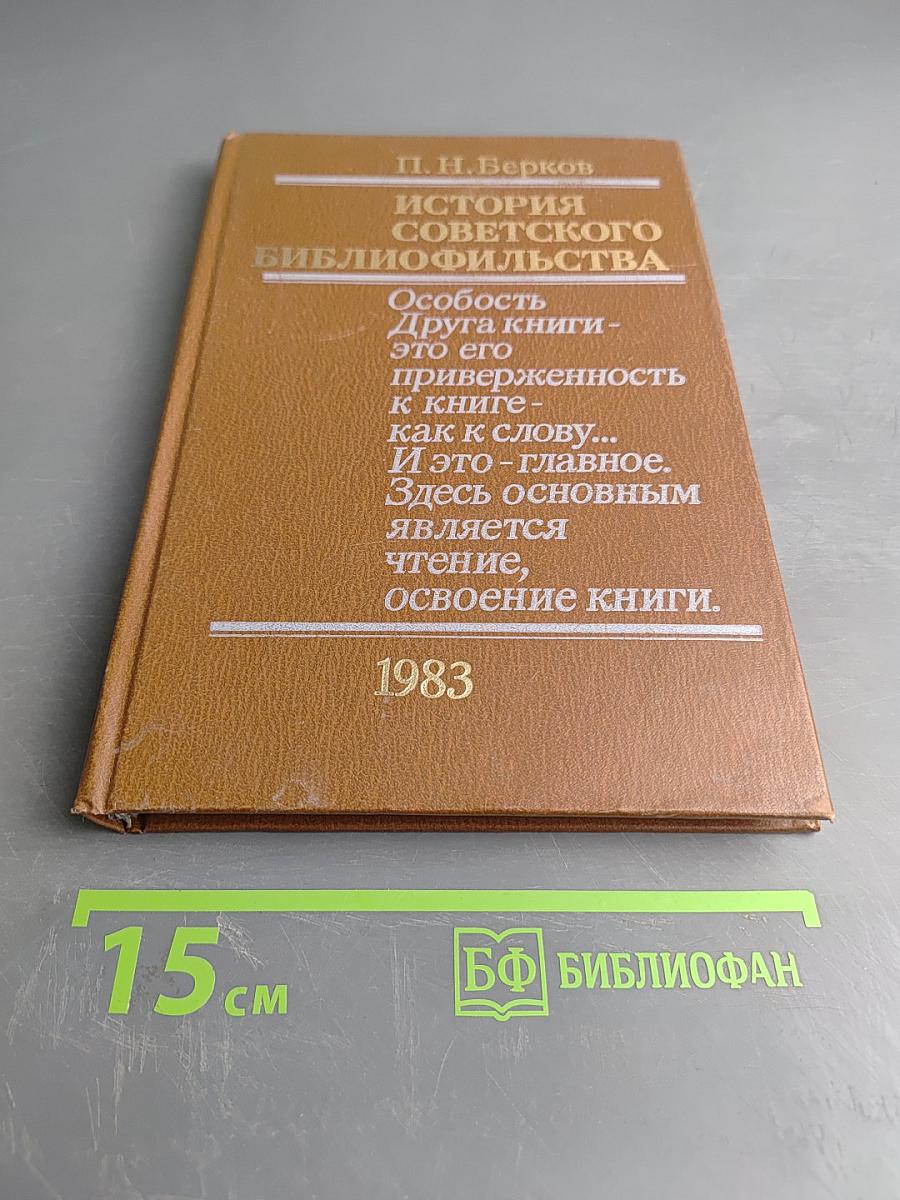 П. Н. Берков
ИСТОРИЯ
СОВЕТСКОГО
БИБЛИОФИЛЬСТВА
Особость
Друга книги -
это его
приверженность
к книге -
как к слову...
И это - главное.
Здесь основным
является
чтение,
освоение книги.
1983
15 см
БФ БИБЛИОФАН